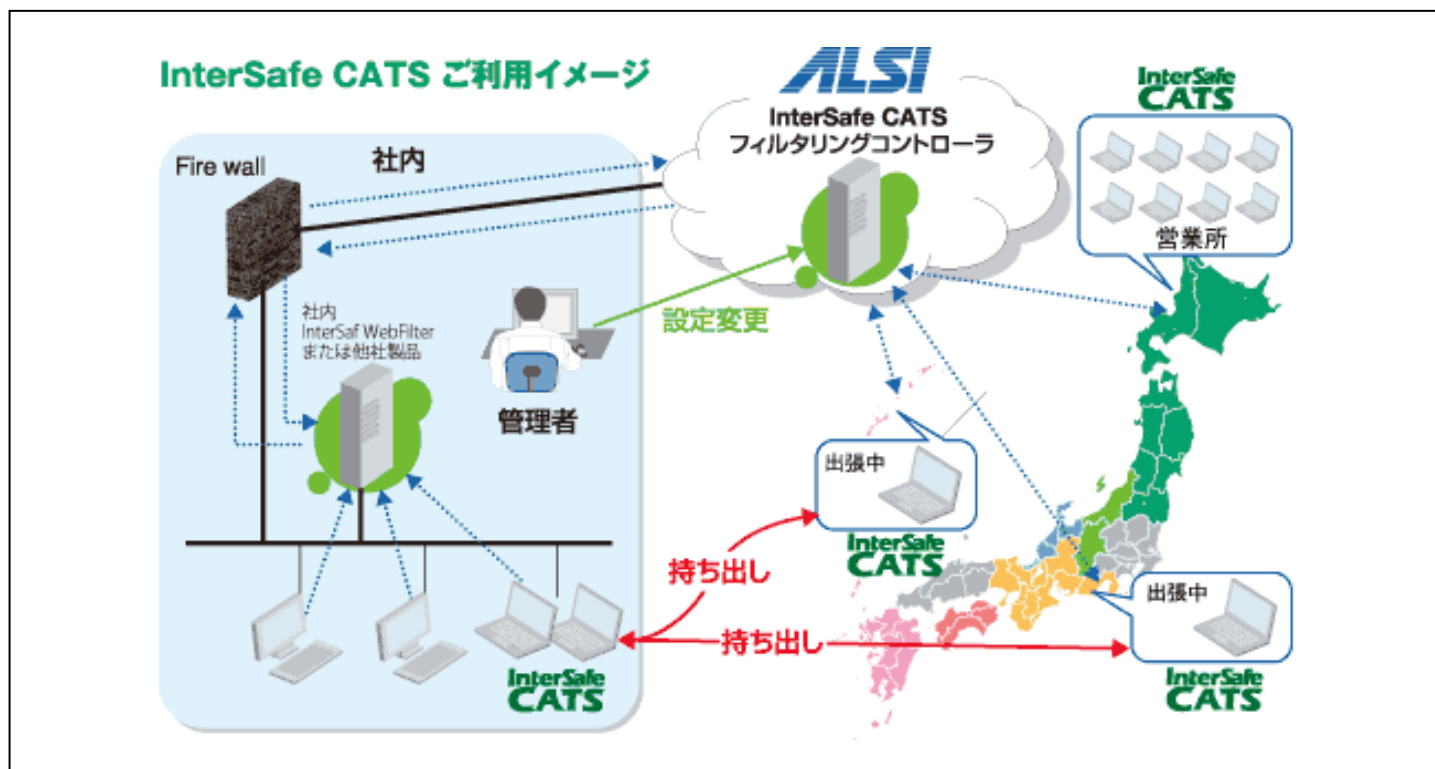 InterSafe CATS ご利用イメージ
ALSI
InterSafe CATS
フィルタリングコントローラ
InterSafe
CATS
営業所
Fire wall
社内
社内
InterSaf WebFilter
または他社製品
管理者
設定変更
出張中
InterSafe
CATS
持ち出し
持ち出し
出張中
InterSafe
CATS
InterSafe
CATS